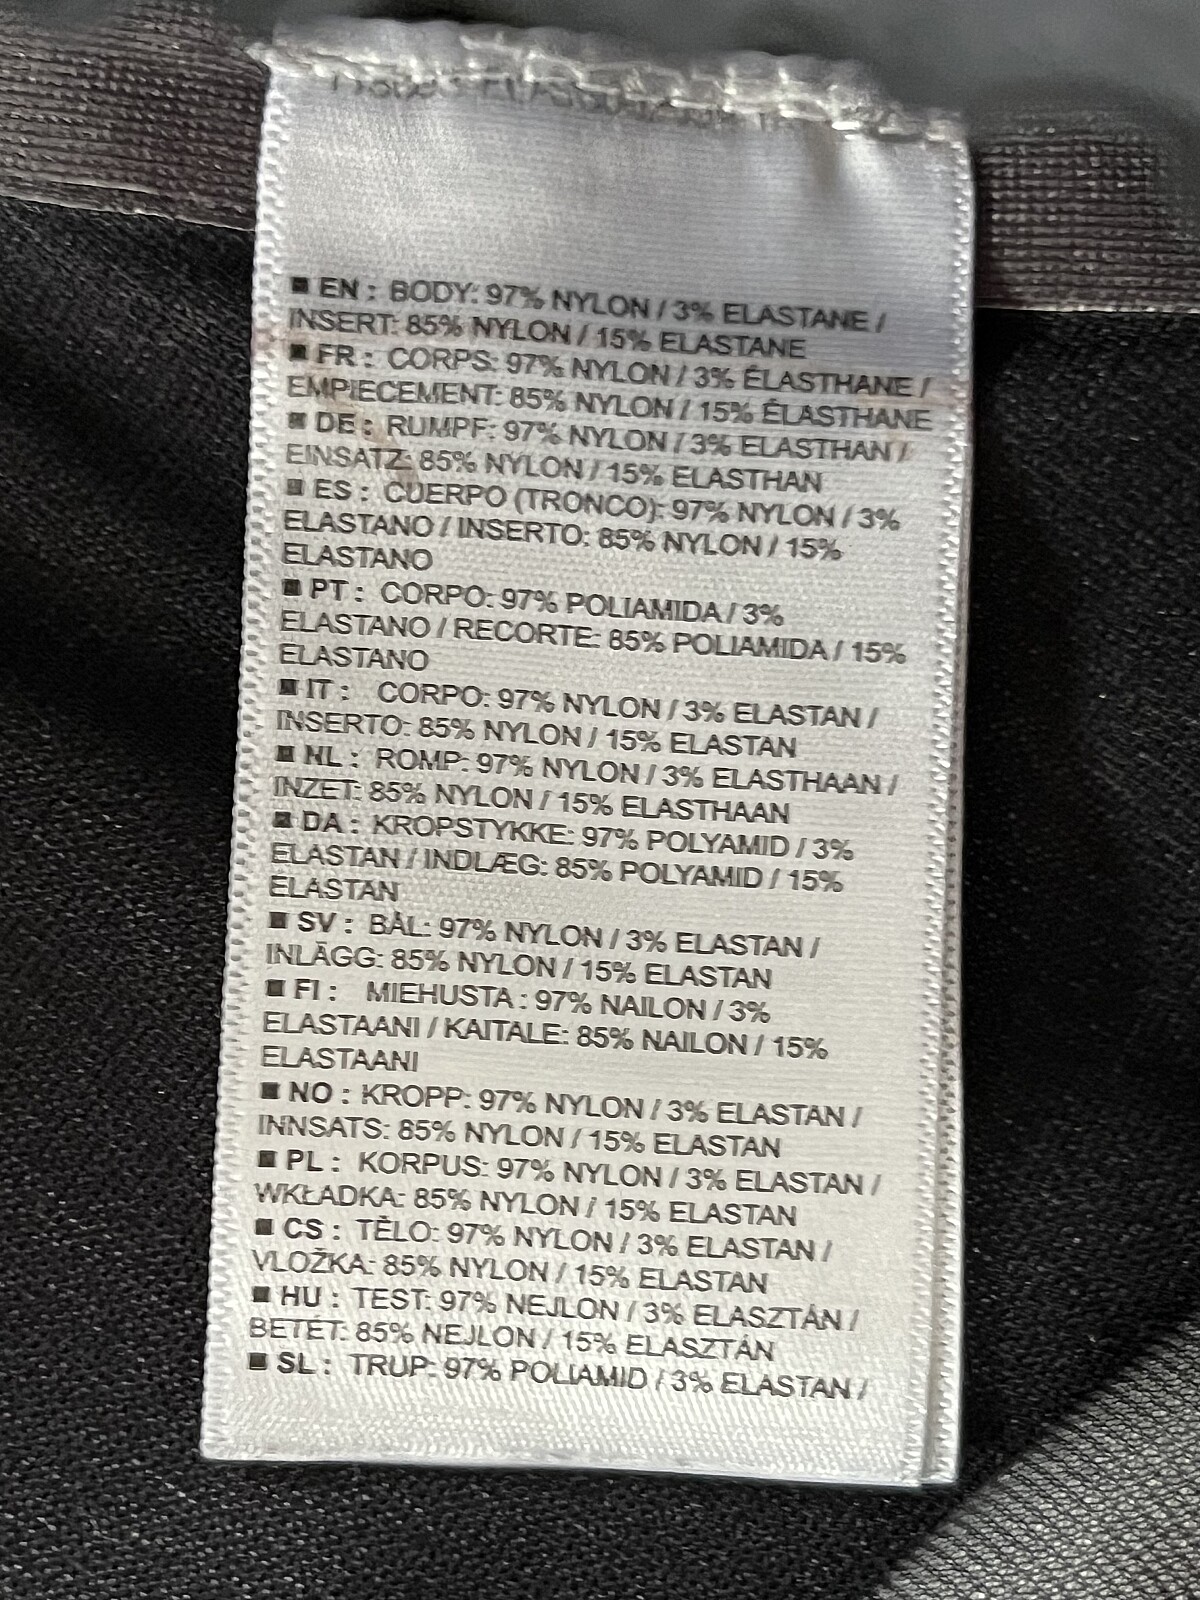 ■ EN : BODY: 97% NYLON / 3% ELASTANE /
INSERT: 85% NYLON / 15% ELASTANE
■ FR : CORPS: 97% NYLON / 3% ÉLASTHANE /
EMPIECEMENT: 85% NYLON / 15% ÉLASTHANE
■ DE : RUMPF: 97% NYLON / 3% ELASTHAN /
EINSATZ: 85% NYLON / 15% ELASTHAN
■ ES : CUERPO (TRONCO): 97% NYLON / 3%
ELASTANO / INSERTO: 85% NYLON / 15%
ELASTANO
■ PT : CORPO: 97% POLIAMIDA / 3%
ELASTANO / RECORTE: 85% POLIAMIDA / 15%
ELASTANO
■ IT : CORPO: 97% NYLON / 3% ELASTAN /
INSERTO: 85% NYLON / 15% ELASTAN
■ NL : ROMP: 97% NYLON / 3% ELASTHAAN /
INZET: 85% NYLON / 15% ELASTHAAN
■ DA : KROPSTYKKE: 97% POLYAMID / 3%
ELASTAN / INDLÆG: 85% POLYAMID / 15%
ELASTAN
■ SV : BÅL: 97% NYLON / 3% ELASTAN /
INLÄGG: 85% NYLON / 15% ELASTAN
■ FI : MIEHUSTA : 97% NAILON / 3%
ELASTAANI / KAITALE: 85% NAILON / 15%
ELASTAANI
■ NO : KROPP: 97% NYLON / 3% ELASTAN /
INNSATS: 85% NYLON / 15% ELASTAN
■ PL : KORPUS: 97% NYLON / 3% ELASTAN /
WKŁADKA: 85% NYLON / 15% ELASTAN
■ CS : TĚLO: 97% NYLON / 3% ELASTAN /
VLOŽKA: 85% NYLON / 15% ELASTAN
■ HU : TEST: 97% NEJLON / 3% ELASZTÁN /
BETÉT: 85% NEJLON / 15% ELASZTÁN
■ SL : TRUP: 97% POLIAMID / 3% ELASTAN /